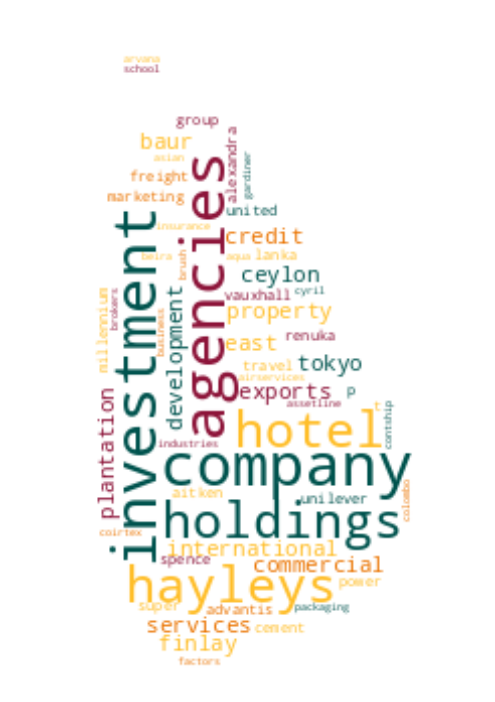 arvana
school
group
baur
asian
alexandra
gardiner
freight
agencies
marketing
united
investment
insurance
credit
beira
brush
aqua
lanka
ceylon
millennium
brokers
development
vauxhall
cyril
property
business
east
renuka
travel
tokyo
airservices
exports
p
plantation
assetline
t
contship
hotel
industries
company
aitken
unilever
colombo
holdings
coirtex
international
spence
commercial
hayleys
power
super
advantis
packaging
services
cement
finlay
factors